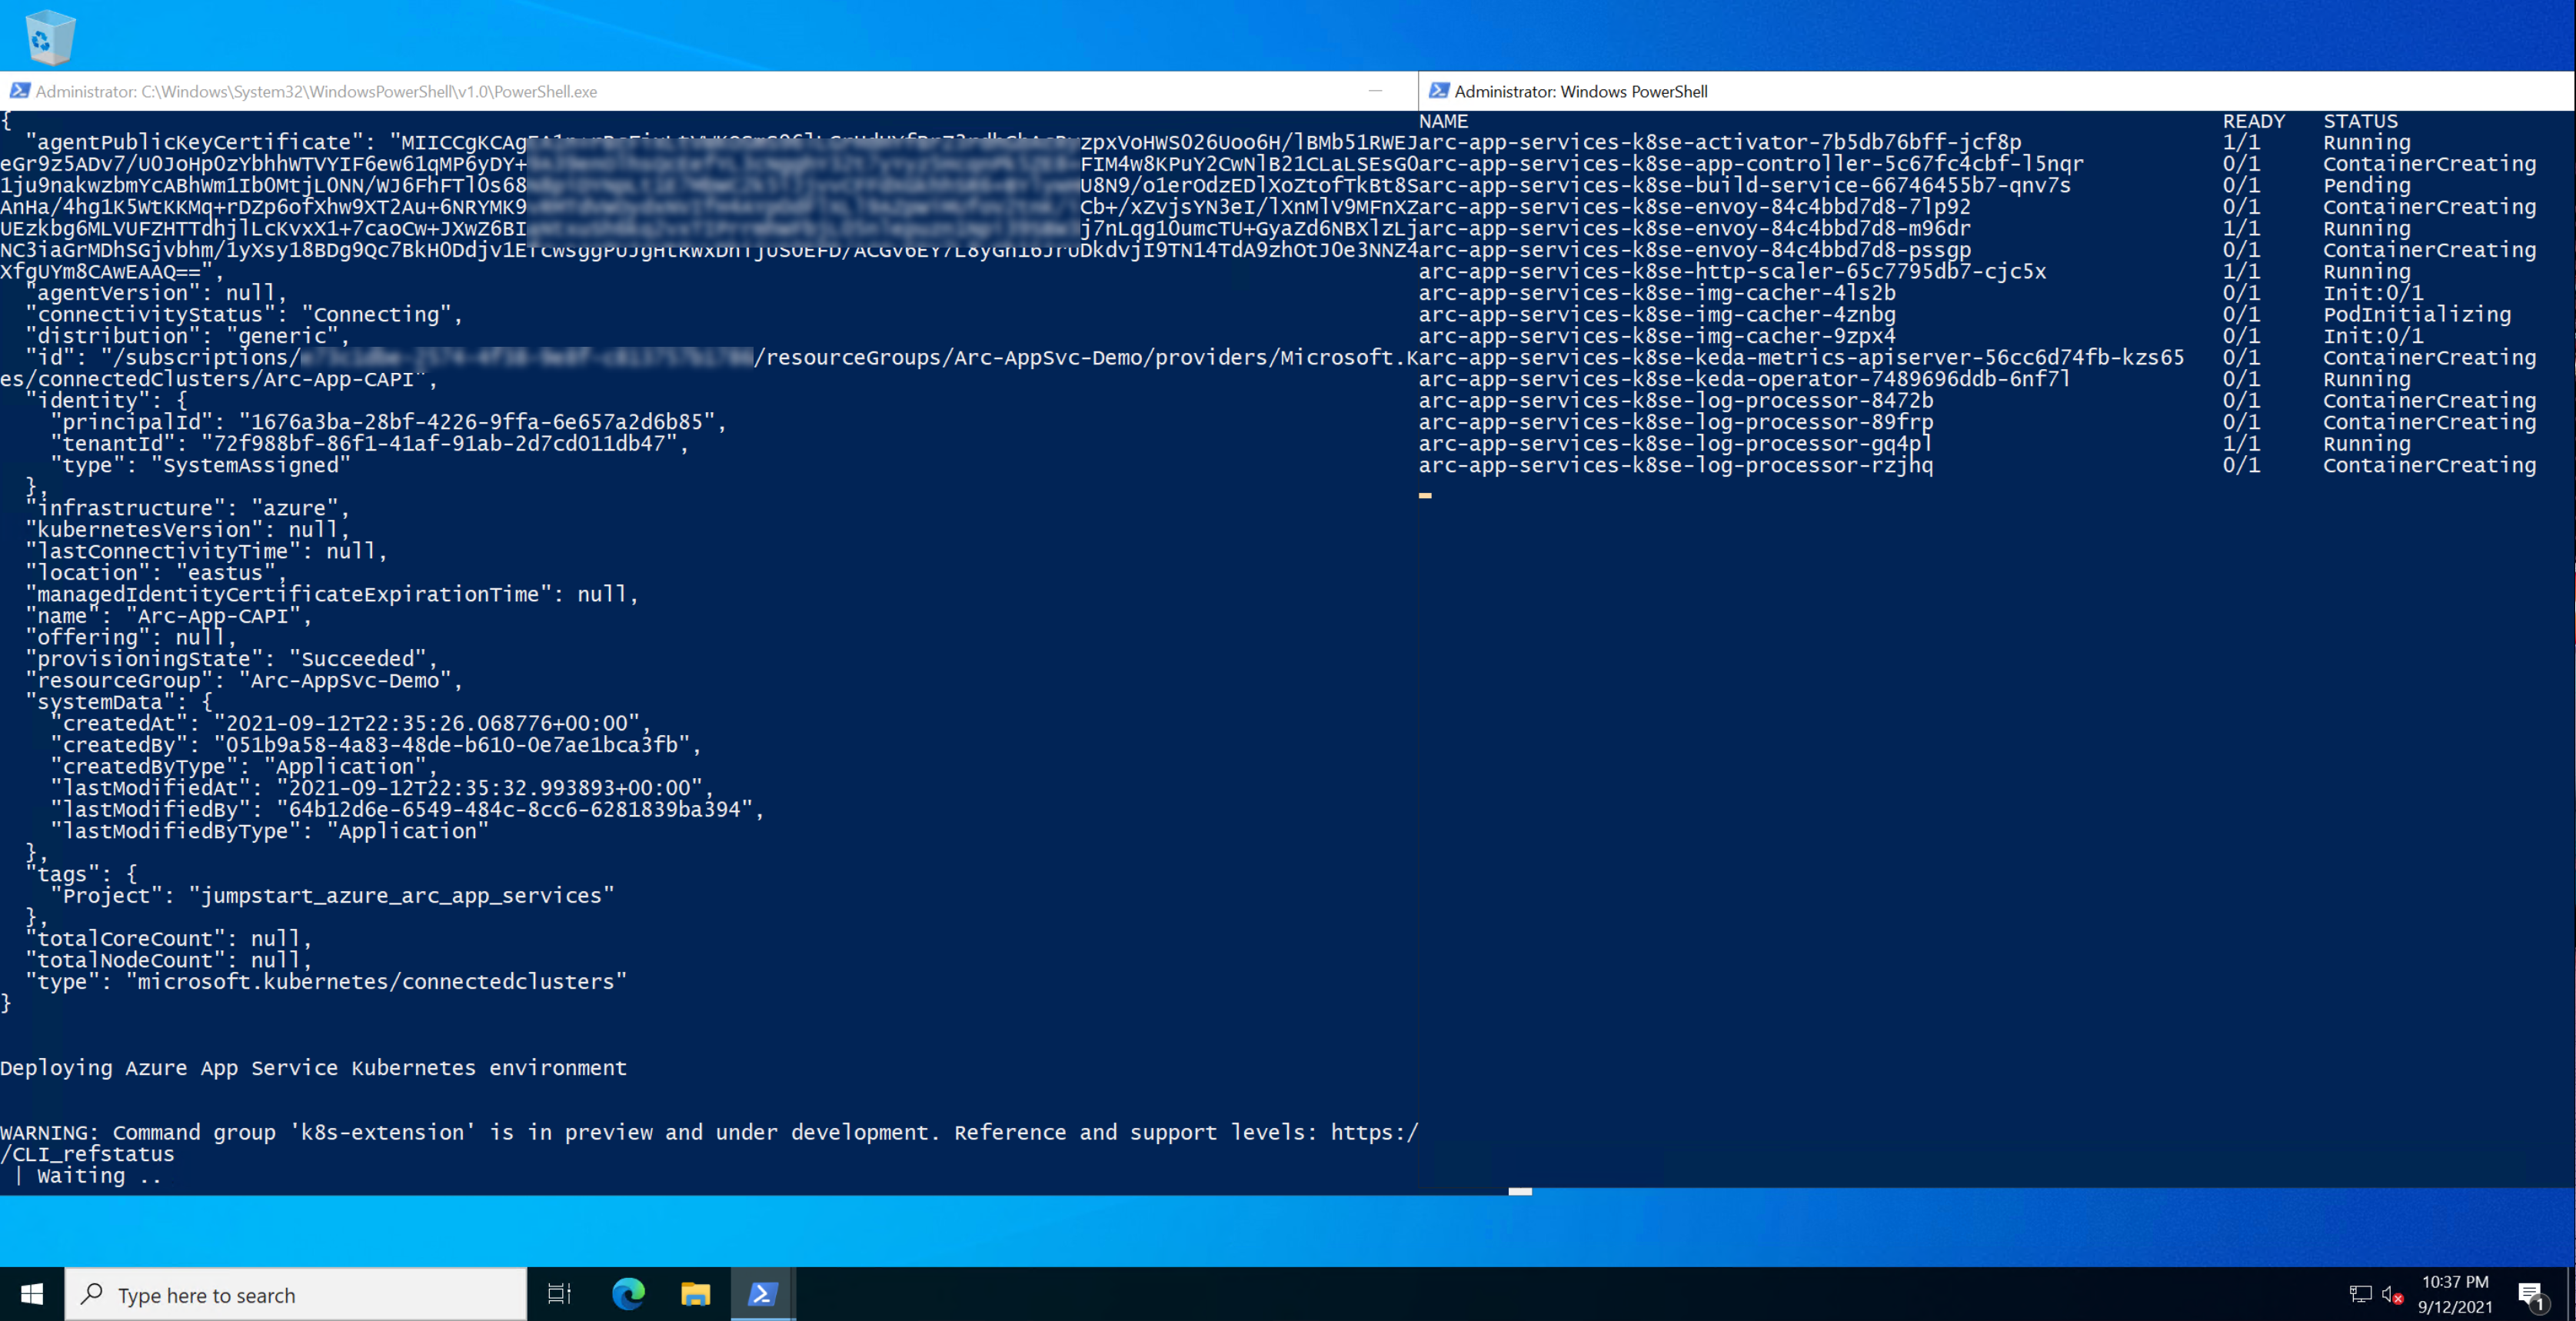 Administrator: C:\Windows\System32\WindowsPowerShell\v1.0\PowerShell.exe
{
"agentPublicKeyCertificate": "MIICCgKCAg zpxVoHWS026Uoo6H/lBMb51RWEJ
eGr9z5ADv7/U0JoHpOzYbhhWTVYIF6ew61qMP6yDY+ FIM4w8KPuY2CwNlB21CLaLSEsGO
1ju9nakwzbmYcABhWm1IbOMtjL0NN/WJ6FhFTlOs68 U8N9/o1erOdzEDlXoZtofTkBt8S
AnHa/4hg1K5WtKKMq+rDZp6ofXhw9XT2Au+6NRYMK9 Cb+/xZvjsYN3eI/lXnMlV9MFnXZ
UEzkbg6MLVUFZHTTdhjlLcKvxX1+7caoCw+JXwZ6BI j7nLqg1OumcTU+GyaZd6NBXlzLj
NC3iaGrMDhSGjvbhm/1yXsy18BDg9Qc7BkHODdjv1E DkdvjI9TN14TdA9zhOtJ0e3NNZ4
XfgUYm8CAwEAAQ==",
"agentVersion": null,
"connectivityStatus": "Connecting",
"distribution": "generic",
"id": "/subscriptions/ /resourceGroups/Arc-AppSvc-Demo/providers/Microsoft.K
es/connectedClusters/Arc-App-CAPI",
"identity": {
"principalId": "1676a3ba-28bf-4226-9ffa-6e657a2d6b85",
"tenantId": "72f988bf-86f1-41af-91ab-2d7cd011db47",
"type": "SystemAssigned"
},
"infrastructure": "azure",
"kubernetesVersion": null,
"lastConnectivityTime": null,
"location": "eastus",
"managedIdentityCertificateExpirationTime": null,
"name": "Arc-App-CAPI",
"offering": null,
"provisioningState": "Succeeded",
"resourceGroup": "Arc-AppSvc-Demo",
"systemData": {
"createdAt": "2021-09-12T22:35:26.068776+00:00",
"createdBy": "051b9a58-4a83-48de-b610-0e7ae1bca3fb",
"createdByType": "Application",
"lastModifiedAt": "2021-09-12T22:35:32.993893+00:00",
"lastModifiedBy": "64b12d6e-6549-484c-8cc6-6281839ba394",
"lastModifiedByType": "Application"
},
"tags": {
"Project": "jumpstart_azure_arc_app_services"
},
"totalCoreCount": null,
"totalNodeCount": null,
"type": "microsoft.kubernetes/connectedclusters"
}
Deploying Azure App Service Kubernetes environment
WARNING: Command group 'k8s-extension' is in preview and under development. Reference and support levels: https:/
/CLI_refstatus
| Waiting ..
Administrator: Windows PowerShell
NAME READY STATUS
arc-app-services-k8se-activator-7b5db76bff-jcf8p 1/1 Running
arc-app-services-k8se-app-controller-5c67fc4cbf-l5nqr 0/1 ContainerCreating
arc-app-services-k8se-build-service-66746455b7-qnv7s 0/1 Pending
arc-app-services-k8se-envoy-84c4bbd7d8-7lp92 0/1 ContainerCreating
arc-app-services-k8se-envoy-84c4bbd7d8-m96dr 1/1 Running
arc-app-services-k8se-envoy-84c4bbd7d8-pssgp 0/1 ContainerCreating
arc-app-services-k8se-http-scaler-65c7795db7-cjc5x 1/1 Running
arc-app-services-k8se-img-cacher-4ls2b 0/1 Init:0/1
arc-app-services-k8se-img-cacher-4znbg 0/1 PodInitializing
arc-app-services-k8se-img-cacher-9zpx4 0/1 Init:0/1
arc-app-services-k8se-keda-metrics-apiserver-56cc6d74fb-kzs65 0/1 ContainerCreating
arc-app-services-k8se-keda-operator-7489696ddb-6nf7l 0/1 Running
arc-app-services-k8se-log-processor-8472b 0/1 ContainerCreating
arc-app-services-k8se-log-processor-89frp 0/1 ContainerCreating
arc-app-services-k8se-log-processor-gq4pl 1/1 Running
arc-app-services-k8se-log-processor-rzjhq 0/1 ContainerCreating
Type here to search
10:37 PM
9/12/2021
1